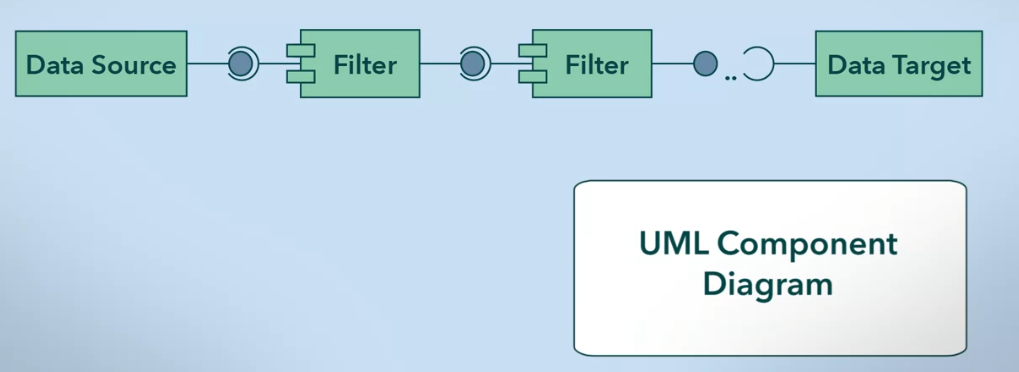 Data Source
Filter
Filter
..
Data Target
UML Component
Diagram